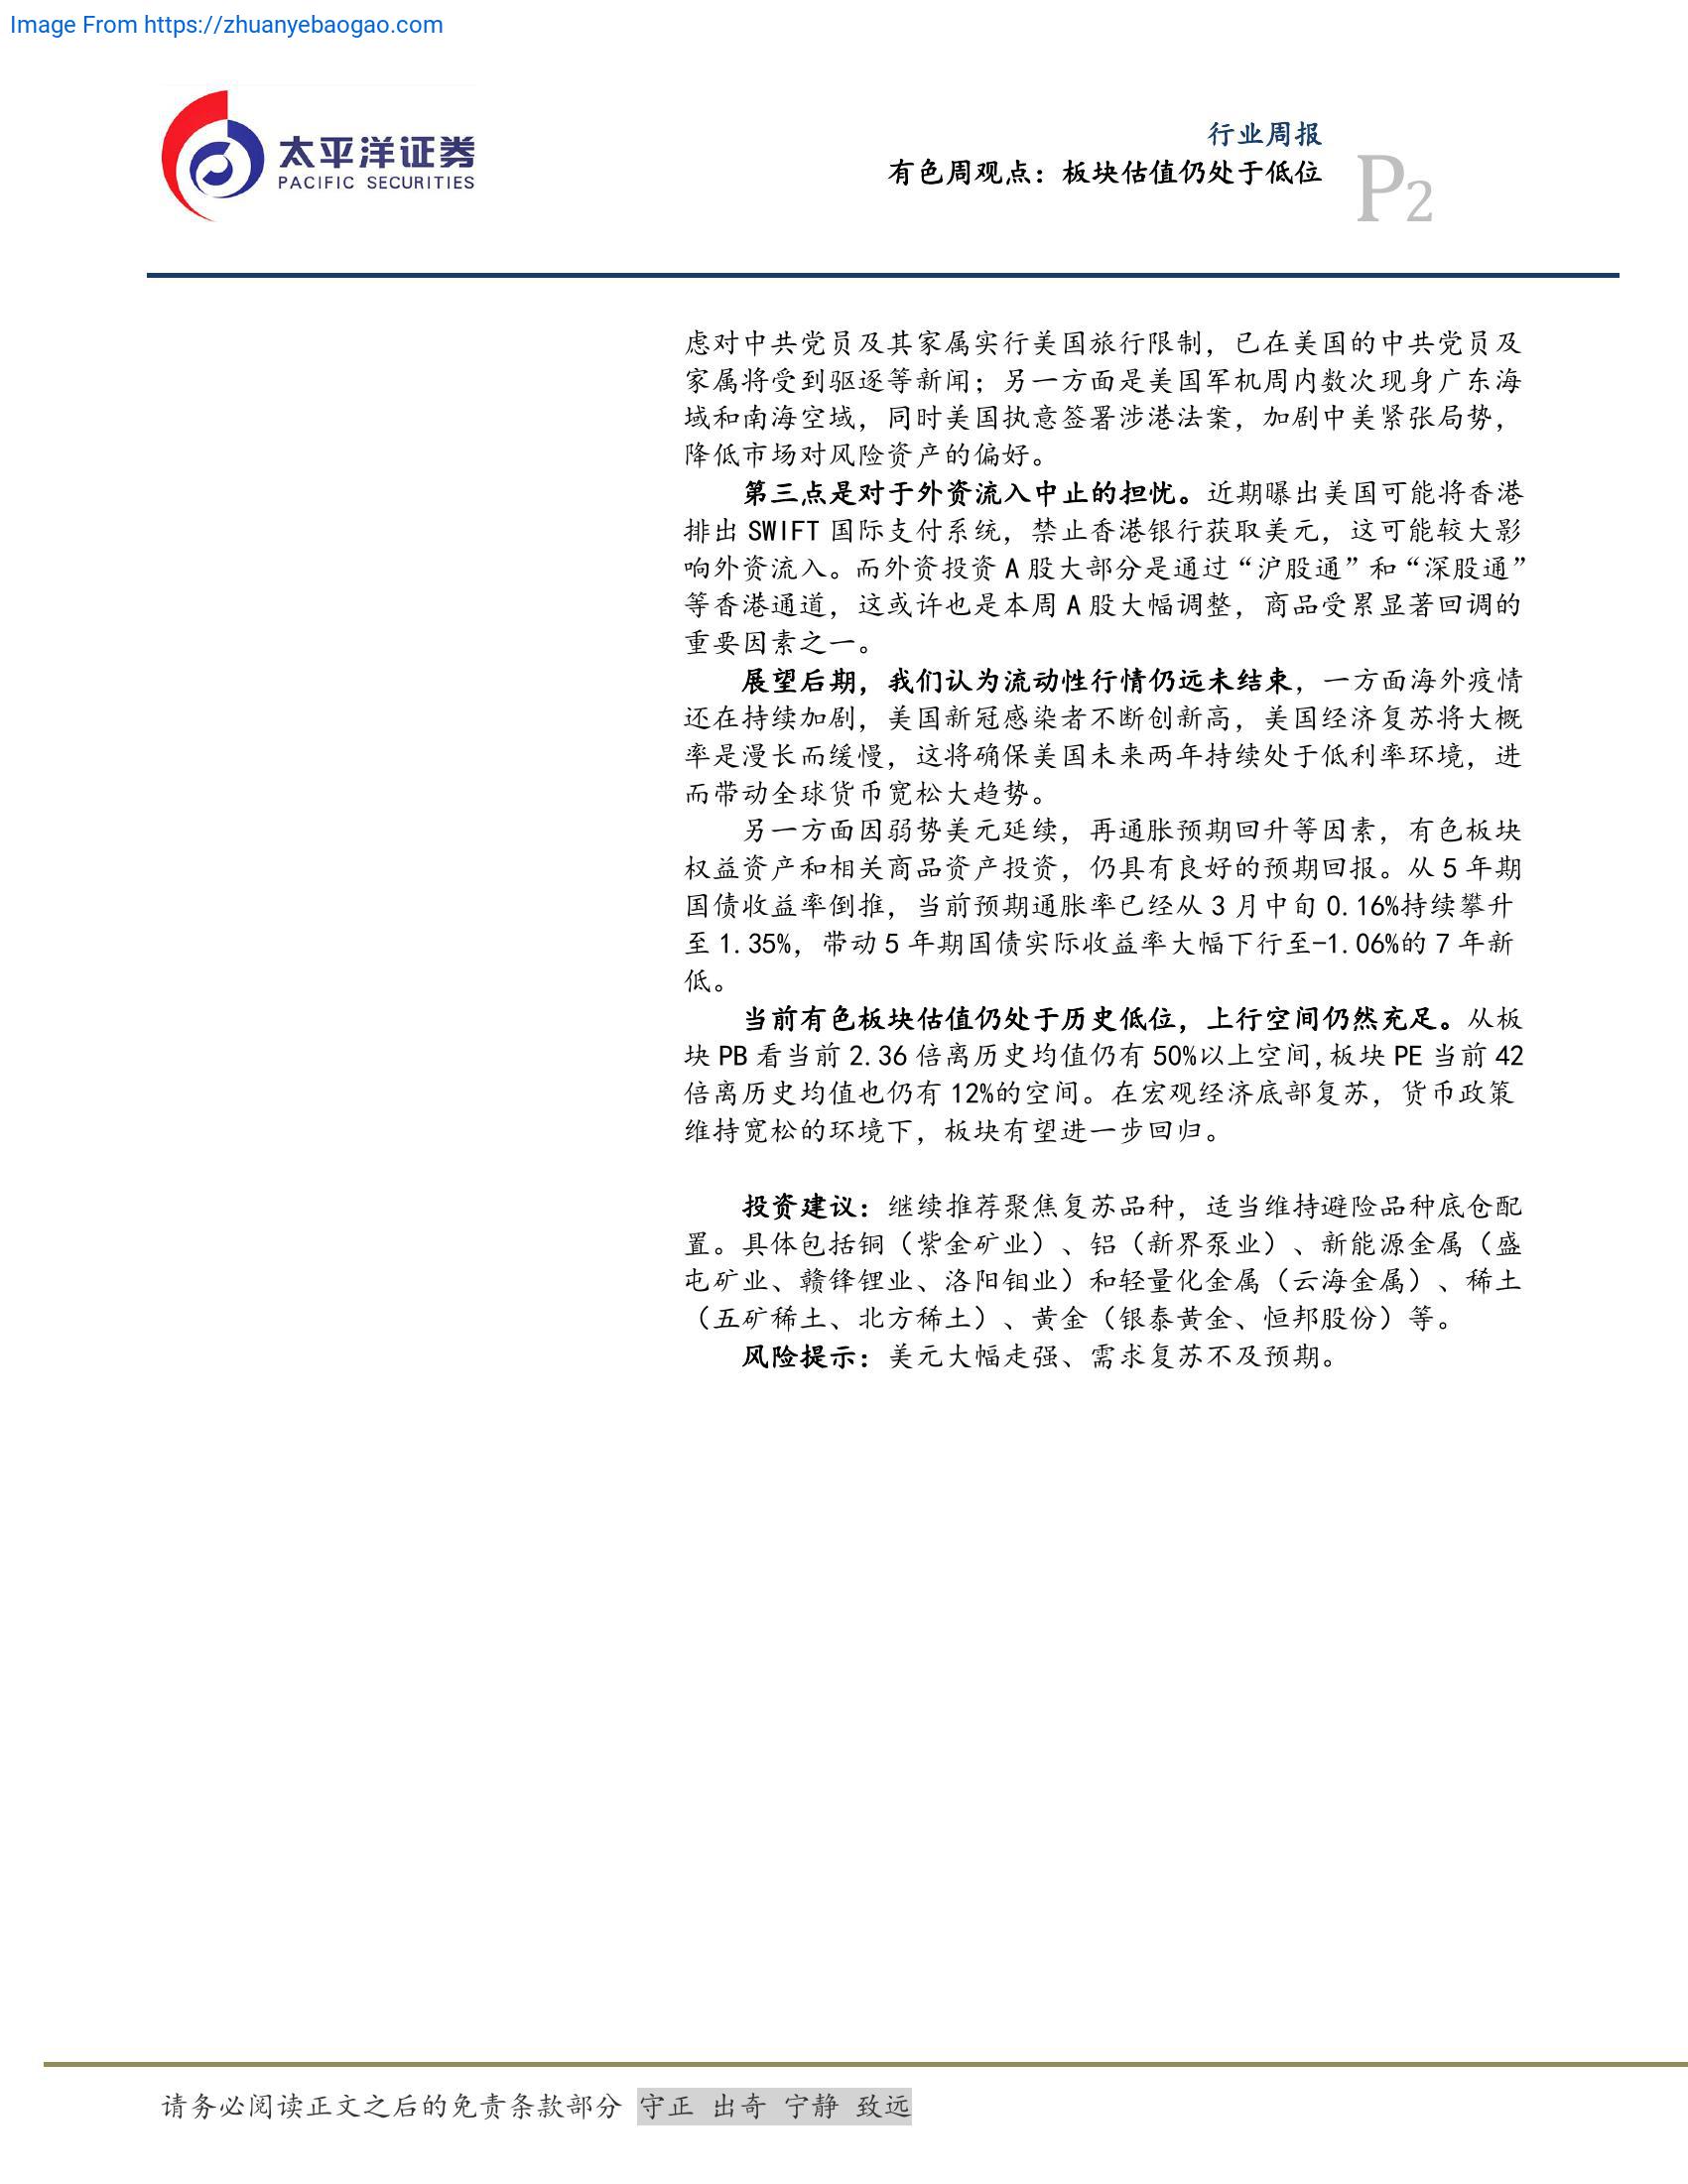 Image From https://zhuanyebaogao.com
太平洋证券
PACIFIC SECURITIES
行业周报
有色周观点：板块估值仍处于低位
P2
虑对中共党员及其家属实行美国旅行限制，已在美国的中共党员及
家属将受到驱逐等新闻；另一方面是美国军机周内数次现身广东海
域和南海空域，同时美国执意签署涉港法案，加剧中美紧张局势，
降低市场对风险资产的偏好。
第三点是对于外资流入中止的担忧。近期曝出美国可能将香港
排出 SWIFT 国际支付系统，禁止香港银行获取美元，这可能较大影
响外资流入。而外资投资 A 股大部分是通过“沪股通”和“深股通”
等香港通道，这或许也是本周 A 股大幅调整，商品受累显著回调的
重要因素之一。
展望后期，我们认为流动性行情仍远未结束，一方面海外疫情
还在持续加剧，美国新冠感染者不断创新高，美国经济复苏将大概
率是漫长而缓慢，这将确保美国未来两年持续处于低利率环境，进
而带动全球货币宽松大趋势。
另一方面因弱势美元延续，再通胀预期回升等因素，有色板块
权益资产和相关商品资产投资，仍具有良好的预期回报。从 5 年期
国债收益率倒推，当前预期通胀率已经从 3 月中旬 0.16%持续攀升
至 1.35%，带动 5 年期国债实际收益率大幅下行至-1.06%的 7 年新
低。
当前有色板块估值仍处于历史低位，上行空间仍然充足。从板
块 PB 看当前 2.36 倍离历史均值仍有 50%以上空间,板块 PE 当前 42
倍离历史均值也仍有 12%的空间。在宏观经济底部复苏，货币政策
维持宽松的环境下，板块有望进一步回归。
投资建议：继续推荐聚焦复苏品种，适当维持避险品种底仓配
置。具体包括铜（紫金矿业）、铝（新界泵业）、新能源金属（盛
屯矿业、赣锋锂业、洛阳钼业）和轻量化金属（云海金属）、稀土
（五矿稀土、北方稀土）、黄金（银泰黄金、恒邦股份）等。
风险提示：美元大幅走强、需求复苏不及预期。
请务必阅读正文之后的免责条款部分 守正 出奇 宁静 致远